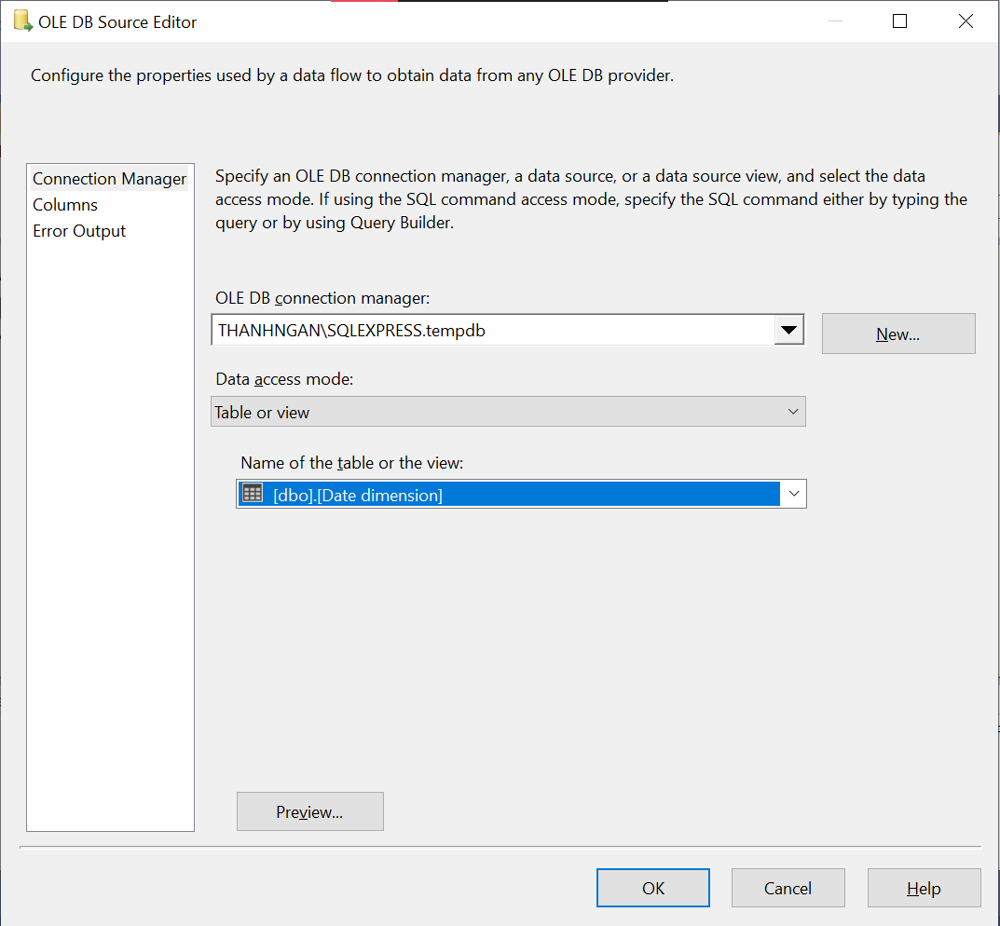 OLE DB Source Editor
Configure the properties used by a data flow to obtain data from any OLE DB provider.
Connection Manager
Columns
Error Output
Specify an OLE DB connection manager, a data source, or a data source view, and select the data
access mode. If using the SQL command access mode, specify the SQL command either by typing the
query or by using Query Builder.
OLE DB connection manager:
THANHNGAN\SQLEXPRESS.tempdb
New...
Data access mode:
Table or view
Name of the table or the view:
[dbo].[Date dimension]
Preview...
OK
Cancel
Help